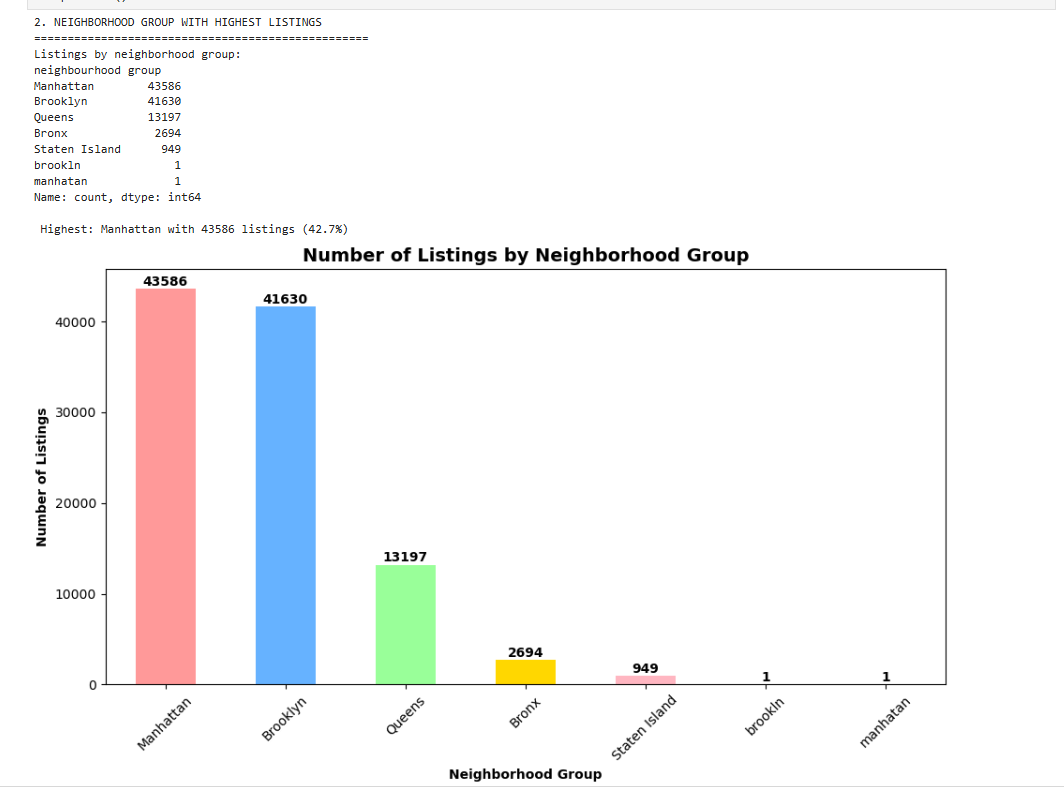 2. NEIGHBORHOOD GROUP WITH HIGHEST LISTINGS
==================================================
Listings by neighborhood group:
neighbourhood group
Manhattan 43586
Brooklyn 41630
Queens 13197
Bronx 2694
Staten Island 949
brookln 1
manhatan 1
Name: count, dtype: int64
Highest: Manhattan with 43586 listings (42.7%)
Number of Listings by Neighborhood Group
43586
41630
13197
2694
949
1
1
40000
30000
20000
10000
0
Number of Listings
Manhattan
Brooklyn
Queens
Bronx
Staten Island
brookln
manhatan
Neighborhood Group